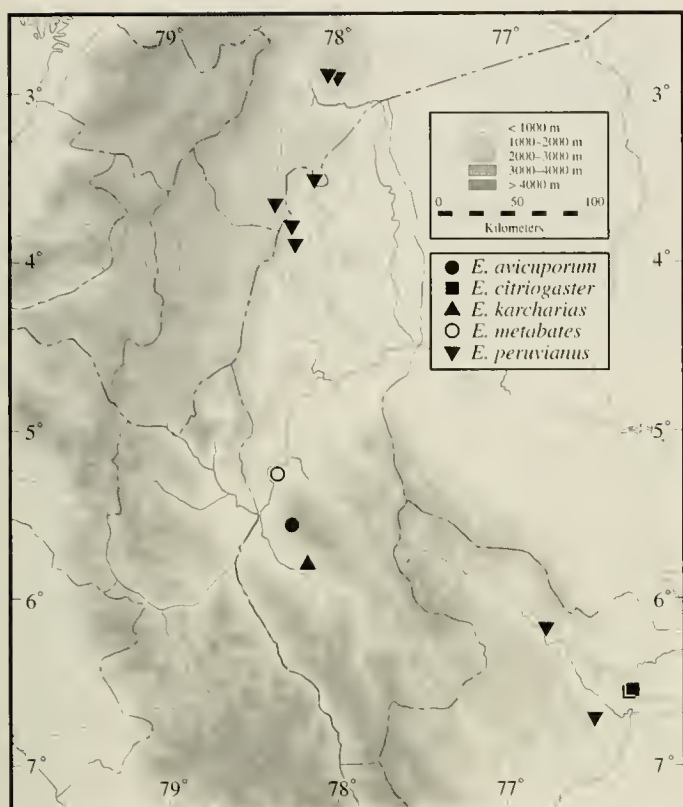 79° 78° 77°
3° 3°
< 1000 m
1000–2000 m
2000–3000 m
3000–4000 m
> 4000 m
0 50 100
Kilometers
4° 4°
E. avicuporum
E. citriogaster
E. karcharias
E. metabates
E. peruvianus
5° 5°
6° 6°
7° 7°
79° 78° 77°